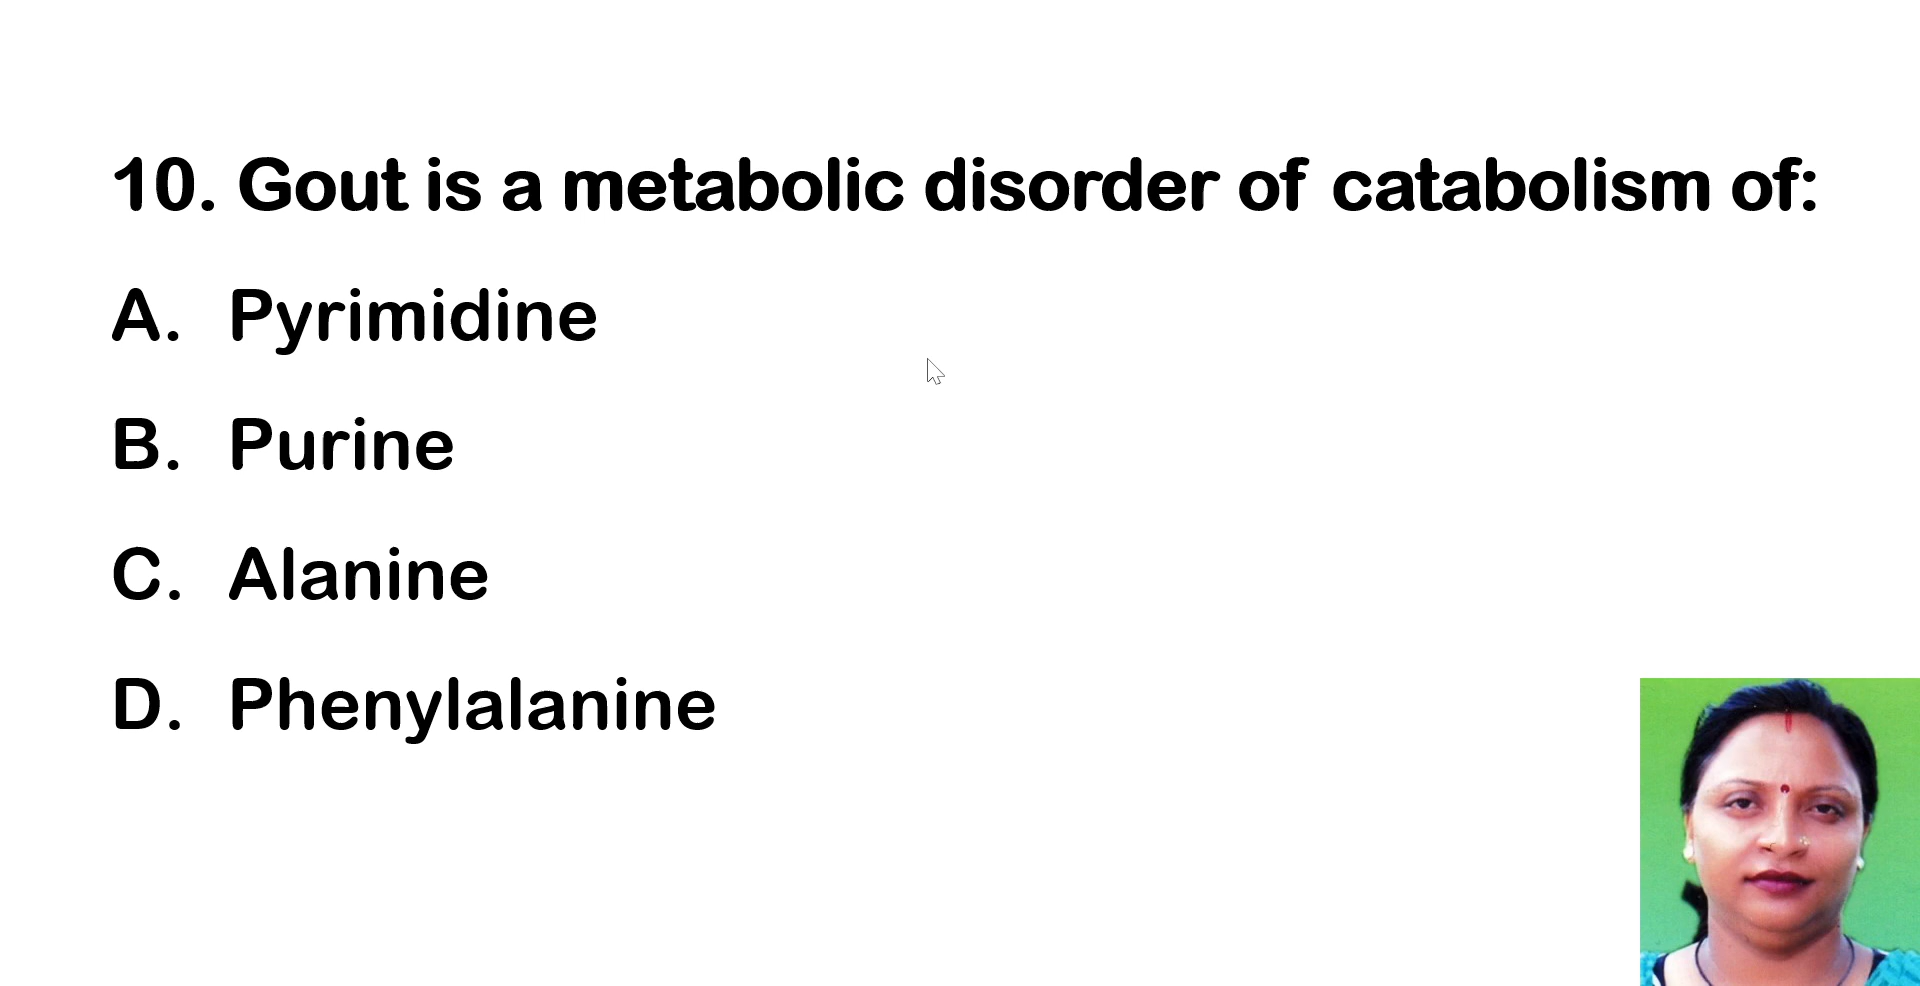 10. Gout is a metabolic disorder of catabolism of:
A. Pyrimidine
B. Purine
C. Alanine
D. Phenylalanine